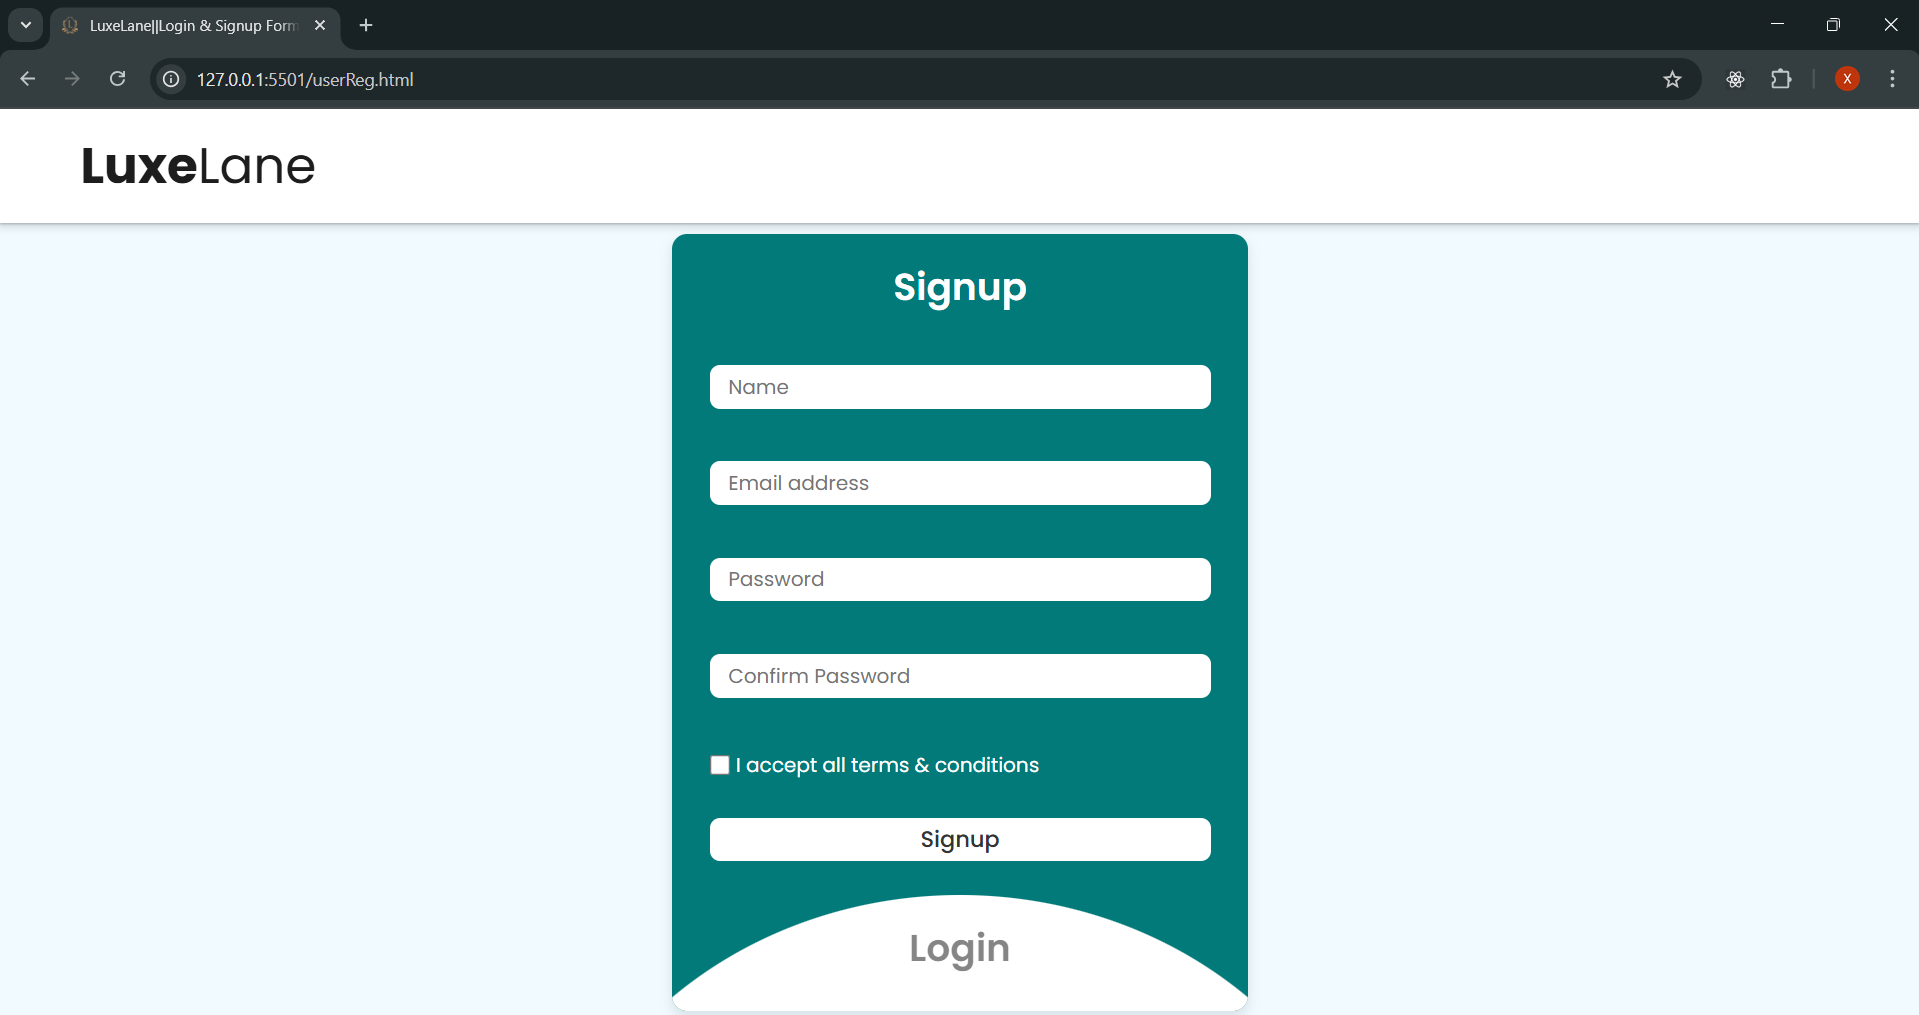 LuxeLane||Login & Signup Form
127.0.0.1:5501/userReg.html
X
LuxeLane
Signup
Name
Email address
Password
Confirm Password
I accept all terms & conditions
Signup
Login